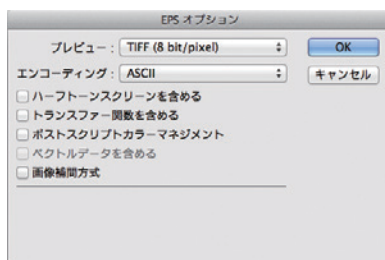 EPS オプション
プレビュー : TIFF (8 bit/pixel)
OK
エンコーディング : ASCII
キャンセル
ハーフトーンスクリーンを含める
トランスファー関数を含める
ポストスクリプトカラーマネジメント
ベクトルデータを含める
画像補間方式